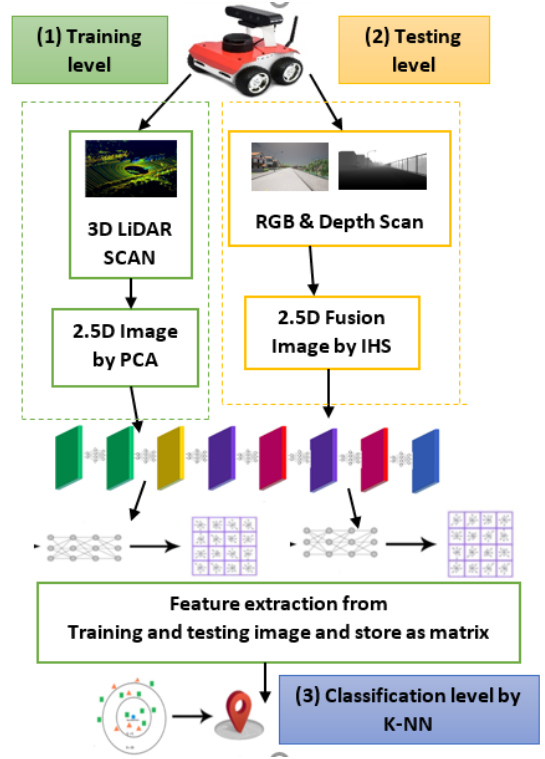 (1) Training
level
(2) Testing
level
3D LiDAR
SCAN
RGB & Depth Scan
2.5D Image
by PCA
2.5D Fusion
Image by IHS
Feature extraction from
Training and testing image and store as matrix
(3) Classification level by
K-NN